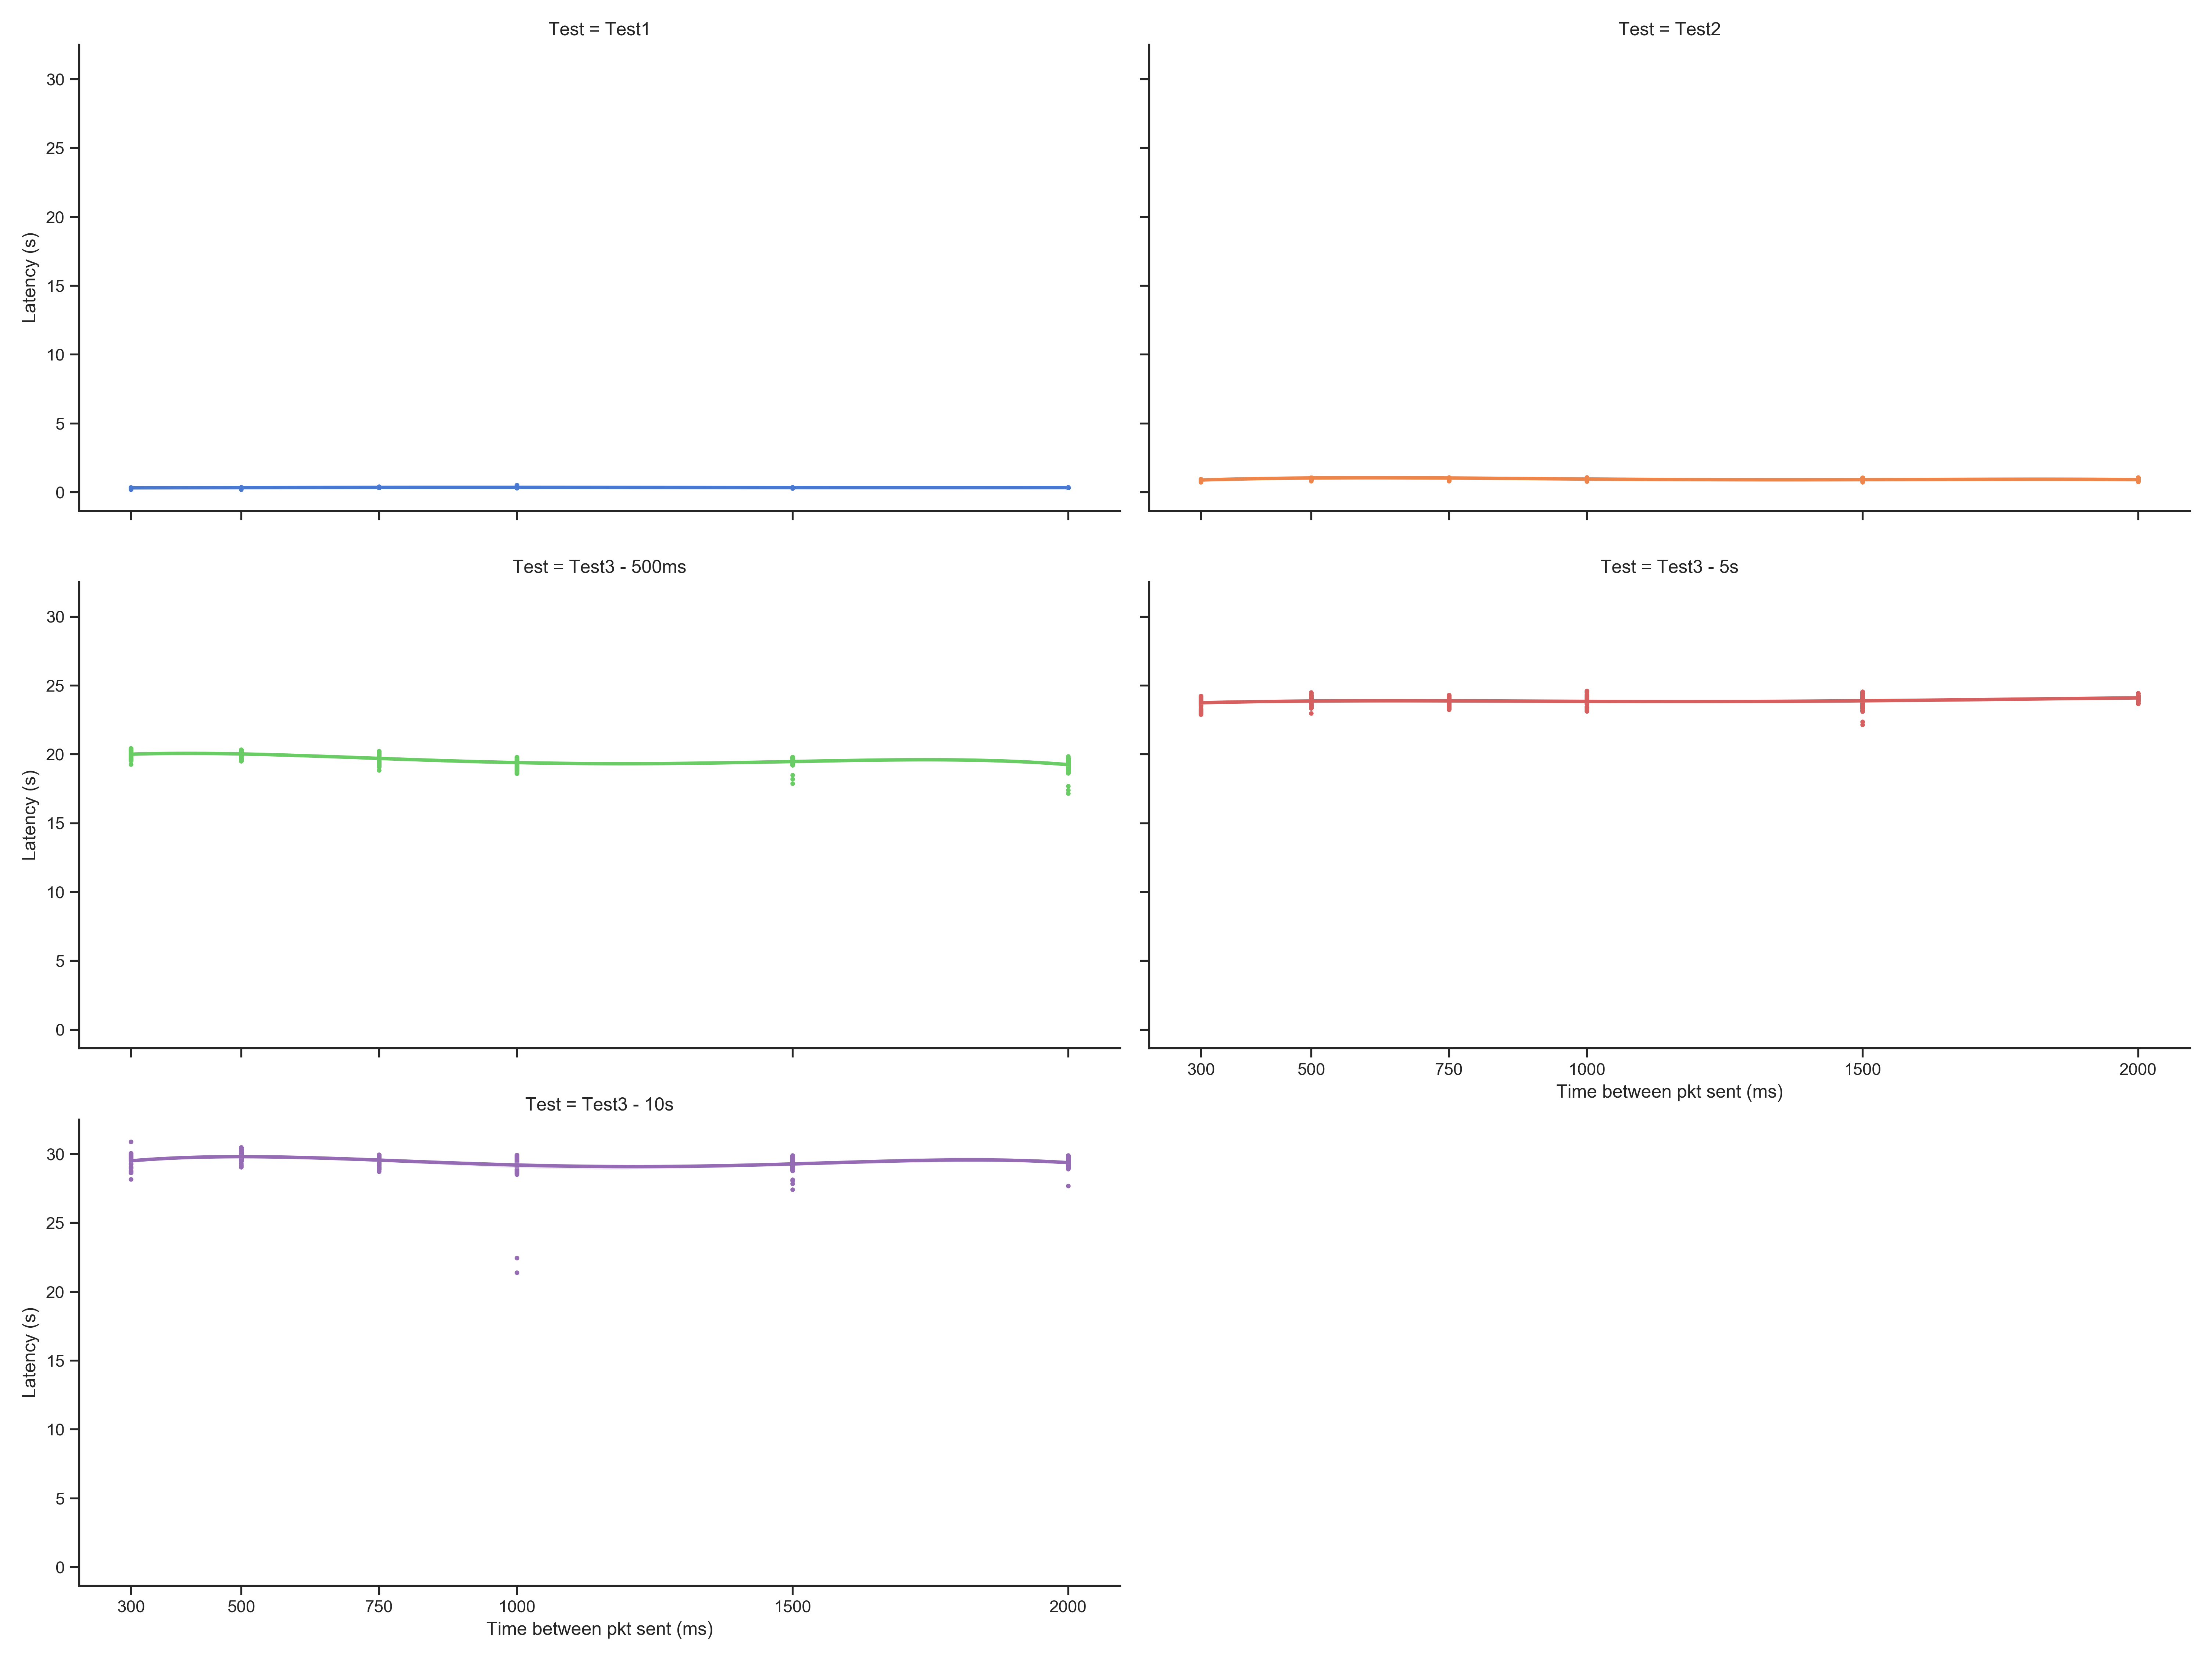 Test = Test1
30
25
20
15
10
5
0
Latency (s)
Test = Test2
Test = Test3 - 500ms
30
25
20
15
10
5
0
Latency (s)
Test = Test3 - 5s
300 500 750 1000 1500 2000
Time between pkt sent (ms)
Test = Test3 - 10s
30
25
20
15
10
5
0
Latency (s)
300 500 750 1000 1500 2000
Time between pkt sent (ms)